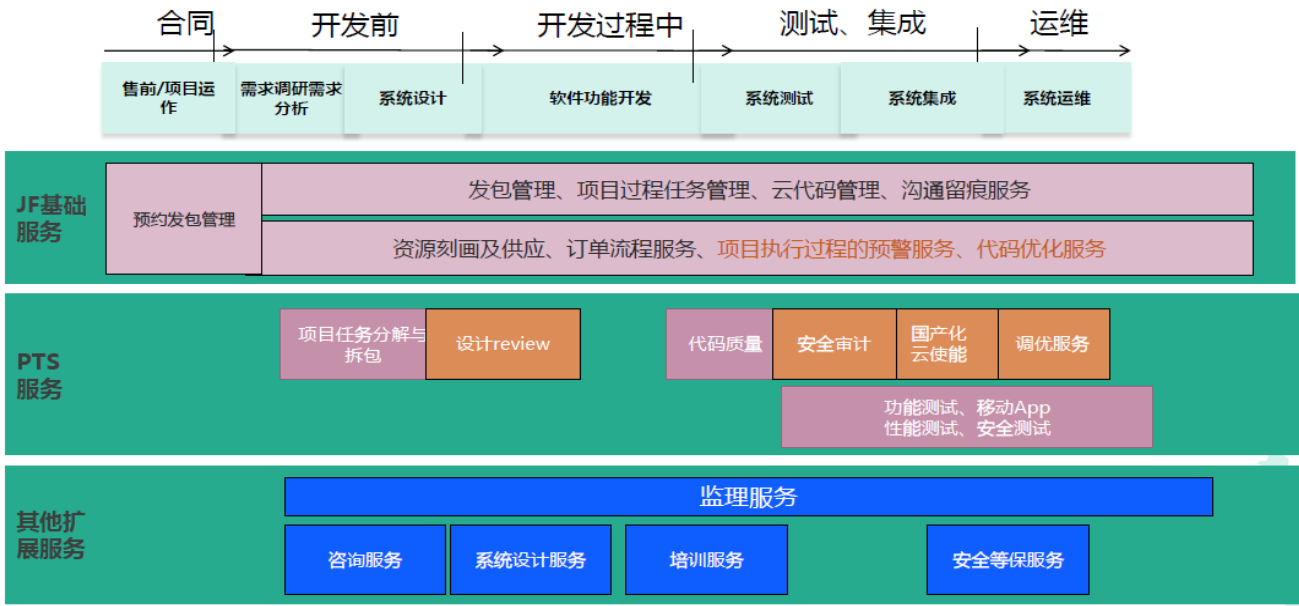 合同
开发前
开发过程中
测试、集成
运维
售前/项目运
作
需求调研需求
分析
系统设计
软件功能开发
系统测试
系统集成
系统运维
JF基础
服务
预约发包管理
发包管理、项目过程任务管理、云代码管理、沟通留痕服务
资源刻画及供应、订单流程服务、项目执行过程的预警服务、代码优化服务
PTS
服务
项目任务分解与
拆包
设计review
代码质量
安全审计
国产化
云使能
调优服务
功能测试、移动App
性能测试、安全测试
其他扩
展服务
监理服务
咨询服务
系统设计服务
培训服务
安全等保服务